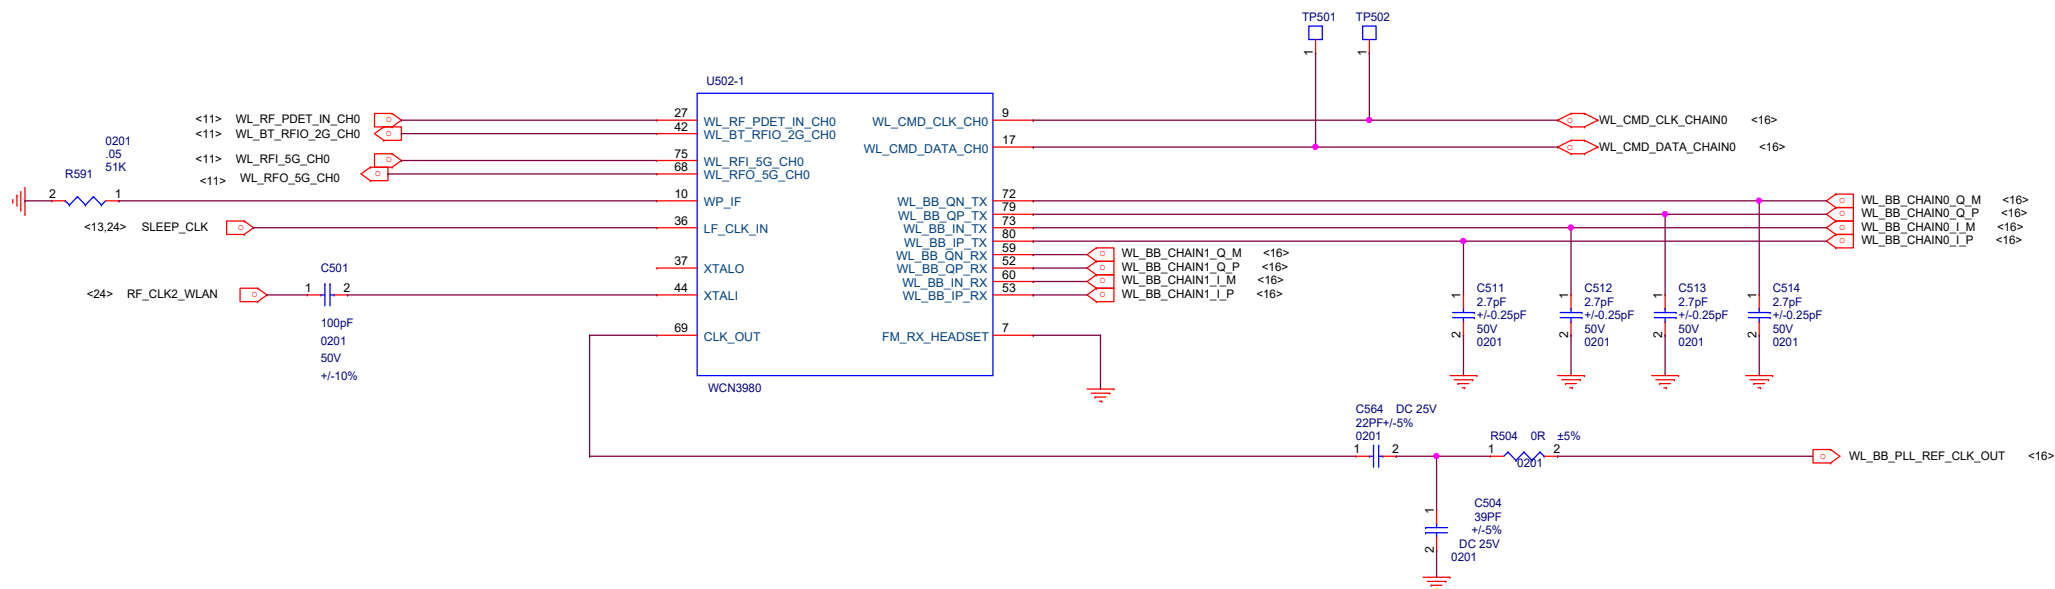 TP501 TP502
1 1
U502-1
<11> WL_RF_PDET_IN_CH0 27 WL_RF_PDET_IN_CH0 WL_CMD_CLK_CH0 9 WL_CMD_CLK_CHAIN0 <16>
<11> WL_BT_RFIO_2G_CH0 42 WL_BT_RFIO_2G_CH0
0201
.05
51K
WL_CMD_DATA_CH0 17 WL_CMD_DATA_CHAIN0 <16>
<11> WL_RFI_5G_CH0 75 WL_RFI_5G_CH0
<11> WL_RFO_5G_CH0 68 WL_RFO_5G_CH0
R591
2 1 10 WP_IF WL_BB_QN_TX 72 WL_BB_CHAIN0_Q_M <16>
WL_BB_QP_TX 79 WL_BB_CHAIN0_Q_P <16>
<13,24> SLEEP_CLK 36 LF_CLK_IN WL_BB_IN_TX 73 WL_BB_CHAIN0_I_M <16>
WL_BB_IP_TX 80 WL_BB_CHAIN0_I_P <16>
WL_BB_QN_RX 59 WL_BB_CHAIN1_Q_M <16>
37 XTALO WL_BB_QP_RX 52 WL_BB_CHAIN1_Q_P <16>
WL_BB_IN_RX 60 WL_BB_CHAIN1_I_M <16>
C501
<24> RF_CLK2_WLAN 1 2 44 XTALI WL_BB_IP_RX 53 WL_BB_CHAIN1_I_P <16>
100pF
0201
50V
+/-10%
69 CLK_OUT FM_RX_HEADSET 7
WCN3980
C511 C512 C513 C514
1 2.7pF 1 2.7pF 1 2.7pF 1 2.7pF
+/-0.25pF +/-0.25pF +/-0.25pF +/-0.25pF
2 50V 2 50V 2 50V 2 50V
0201 0201 0201 0201
C564 DC 25V
22PF+/-5%
0201
1 2
R504 0R ±5%
1 2
0201
WL_BB_PLL_REF_CLK_OUT <16>
C504
1 39PF
+/-5%
2 DC 25V
0201